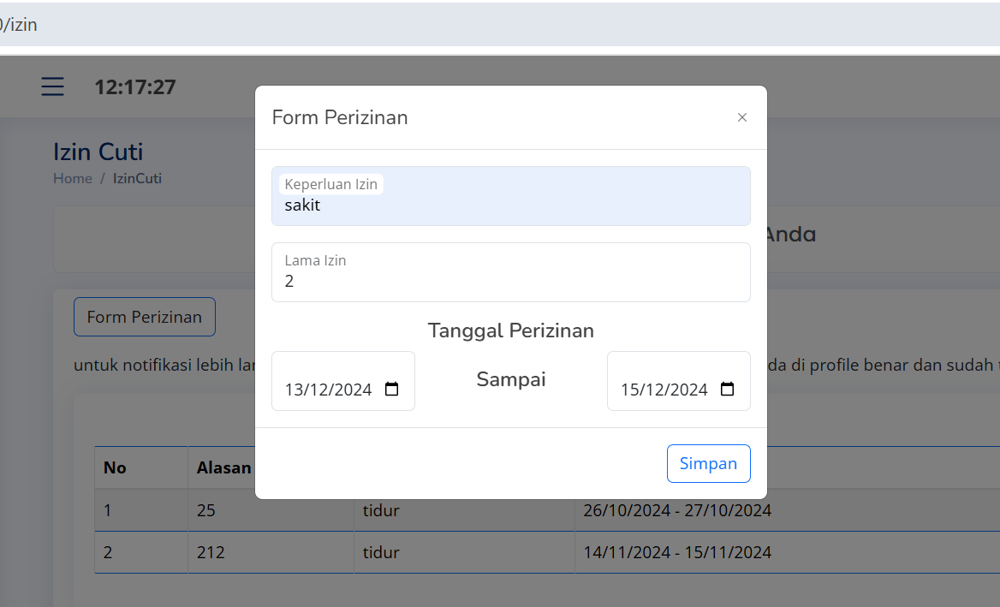 /izin
12:17:27
Form Perizinan
×
Izin Cuti
Home / IzinCuti
Keperluan Izin
sakit
Anda
Lama Izin
2
Form Perizinan
Tanggal Perizinan
untuk notifikasi lebih
di profile benar dan sudah
13/12/2024
Sampai
15/12/2024
Simpan
No
Alasan
1
25
tidur
26/10/2024 - 27/10/2024
2
212
tidur
14/11/2024 - 15/11/2024